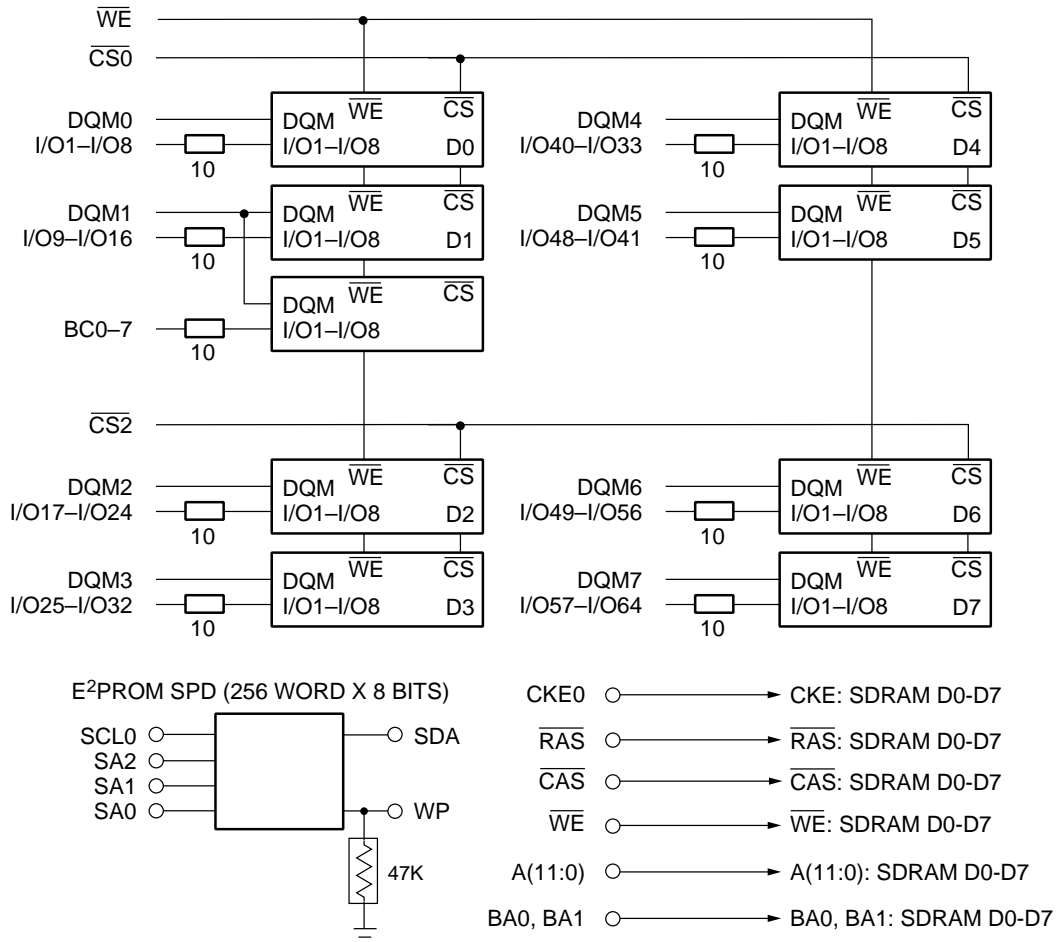 WE
CS0
DQM0
I/O1–I/O8
10
DQM WE CS
I/O1–I/O8 D0
DQM4
I/O40–I/O33
10
DQM WE CS
I/O1–I/O8 D4
DQM1
I/O9–I/O16
10
DQM WE CS
I/O1–I/O8 D1
DQM5
I/O48–I/O41
10
DQM WE CS
I/O1–I/O8 D5
BC0–7
10
DQM WE CS
I/O1–I/O8
CS2
DQM2
I/O17–I/O24
10
DQM WE CS
I/O1–I/O8 D2
DQM6
I/O49–I/O56
10
DQM WE CS
I/O1–I/O8 D6
DQM3
I/O25–I/O32
10
DQM WE CS
I/O1–I/O8 D3
DQM7
I/O57–I/O64
10
DQM WE CS
I/O1–I/O8 D7
E2PROM SPD (256 WORD X 8 BITS)
SCL0
SA2
SA1
SA0
SDA
WP
47K
CKE0 CKE: SDRAM D0-D7
RAS RAS: SDRAM D0-D7
CAS CAS: SDRAM D0-D7
WE WE: SDRAM D0-D7
A(11:0) A(11:0): SDRAM D0-D7
BA0, BA1 BA0, BA1: SDRAM D0-D7